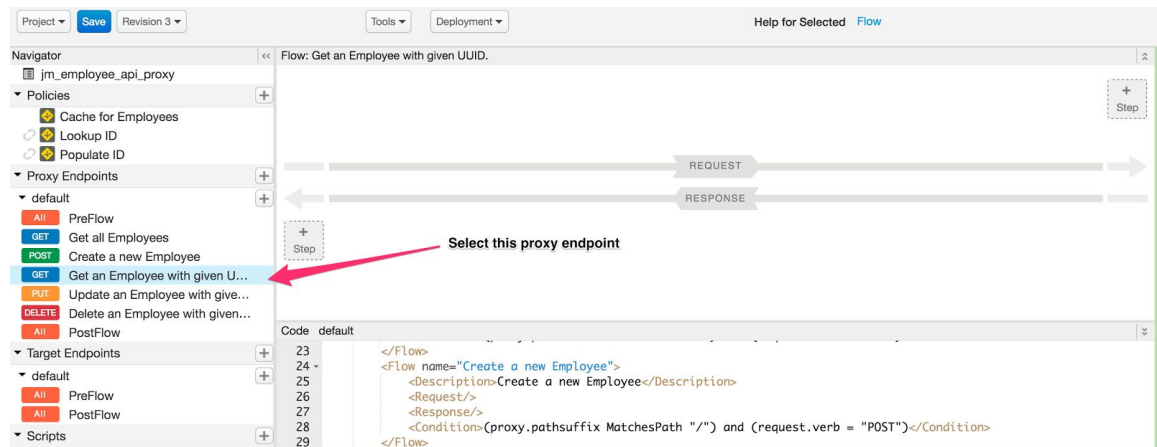 Project Save Revision 3 Tools Deployment Help for Selected Flow
Navigator
jm_employee_api_proxy
Policies
Cache for Employees
Lookup ID
Populate ID
Proxy Endpoints
default
All PreFlow
GET Get all Employees
POST Create a new Employee
GET Get an Employee with given U...
PUT Update an Employee with give...
DELETE Delete an Employee with given...
All PostFlow
Target Endpoints
default
All PreFlow
All PostFlow
Scripts
Flow: Get an Employee with given UUID.
+
Step
REQUEST
RESPONSE
+
Step
Select this proxy endpoint
Code default
23 </Flow>
24 <Flow name="Create a new Employee">
25 <Description>Create a new Employee</Description>
26 <Request/>
27 <Response/>
28 <Condition>(proxy.pathsuffix MatchesPath "/") and (request.verb = "POST")</Condition>
29 </Flow>